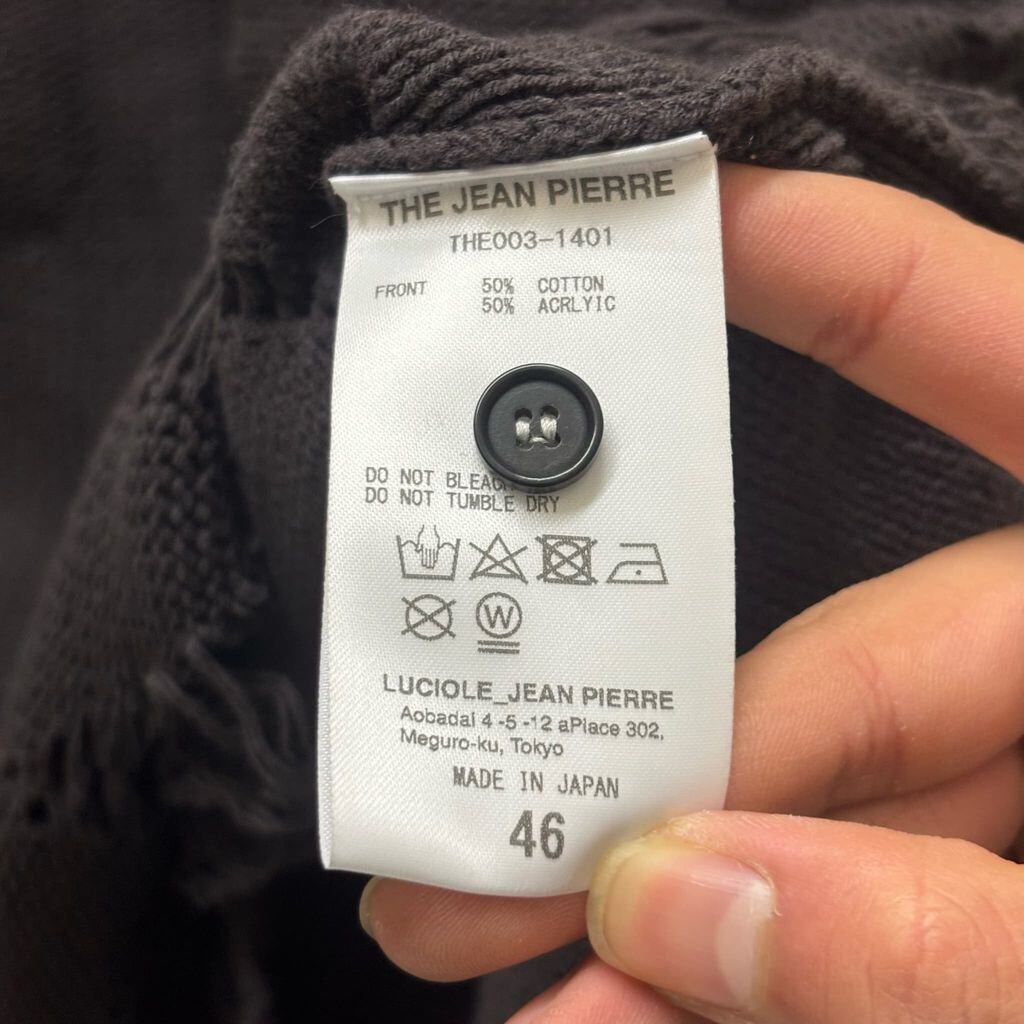 THE JEAN PIERRE
THE003-1401
FRONT 50% COTTON
50% ACRLYIC
DO NOT BLEACH
DO NOT TUMBLE DRY
W
LUCIOLE_JEAN PIERRE
Aobadai 4 -5 -12 aPlace 302,
Meguro-ku, Tokyo
MADE IN JAPAN
46